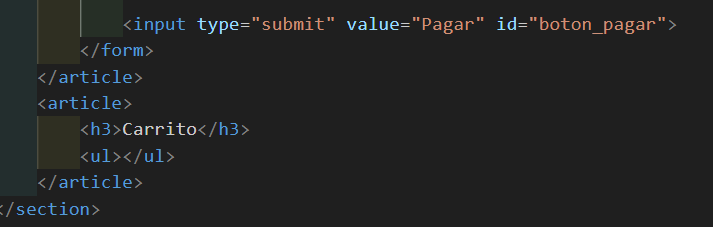 <input type="submit" value="Pagar" id="boton_pagar">
</form>
</article>
<article>
<h3>Carrito</h3>
<ul></ul>
</article>
</section>